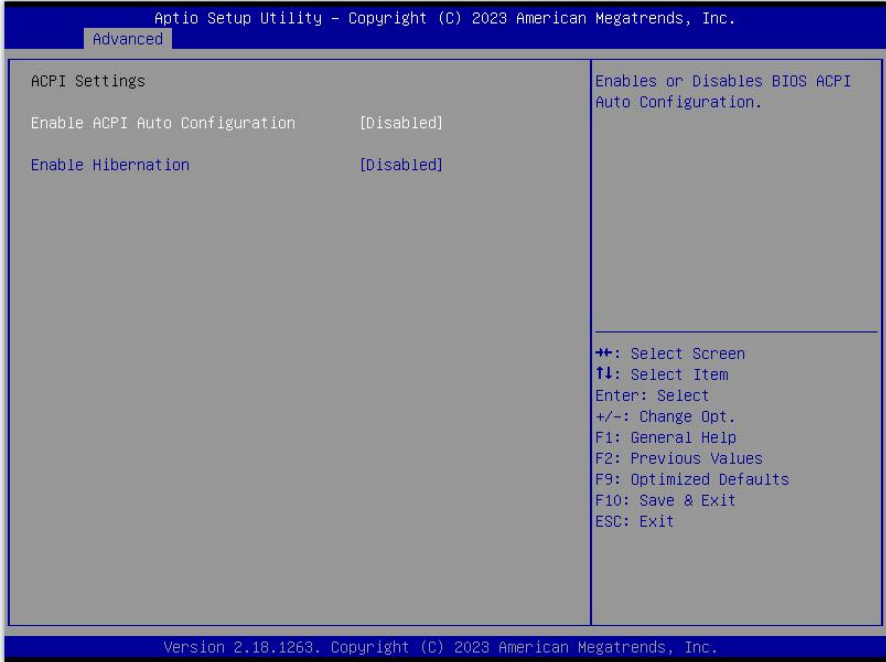 Aptio Setup Utility – Copyright (C) 2023 American Megatrends, Inc.
Advanced
ACPI Settings
Enable ACPI Auto Configuration [Disabled]
Enable Hibernation [Disabled]
Enables or Disables BIOS ACPI
Auto Configuration.
→←: Select Screen
↑↓: Select Item
Enter: Select
+/-: Change Opt.
F1: General Help
F2: Previous Values
F9: Optimized Defaults
F10: Save & Exit
ESC: Exit
Version 2.18.1263. Copyright (C) 2023 American Megatrends, Inc.